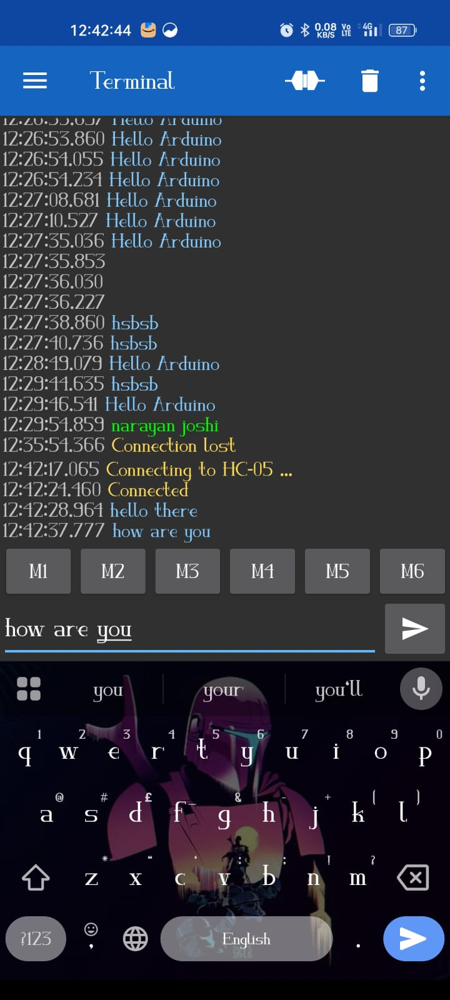 12:42:44 0.08 KB/S Vo LTE 4G 87
Terminal
12:26:53.657 Hello Arduino
12:26:53.860 Hello Arduino
12:26:54.055 Hello Arduino
12:26:54.234 Hello Arduino
12:27:08.681 Hello Arduino
12:27:10.527 Hello Arduino
12:27:35.036 Hello Arduino
12:27:35.853
12:27:36.030
12:27:36.227
12:27:38.860 hsbsb
12:27:40.736 hsbsb
12:28:49.079 Hello Arduino
12:29:44.635 hsbsb
12:29:46.541 Hello Arduino
12:29:54.859 narayan joshi
12:35:54.366 Connection lost
12:42:17.065 Connecting to HC-05 ...
12:42:24.460 Connected
12:42:28.964 hello there
12:42:37.777 how are you
M1 M2 M3 M4 M5 M6
how are you
you your you'll
1 2 3 4 5 6 7 8 9 0
q w e r t y u i o p
@ # £ _ & - + ( )
a s d f g h j k l
* " ' : ; ! ?
z x c v b n m
?123 , English .